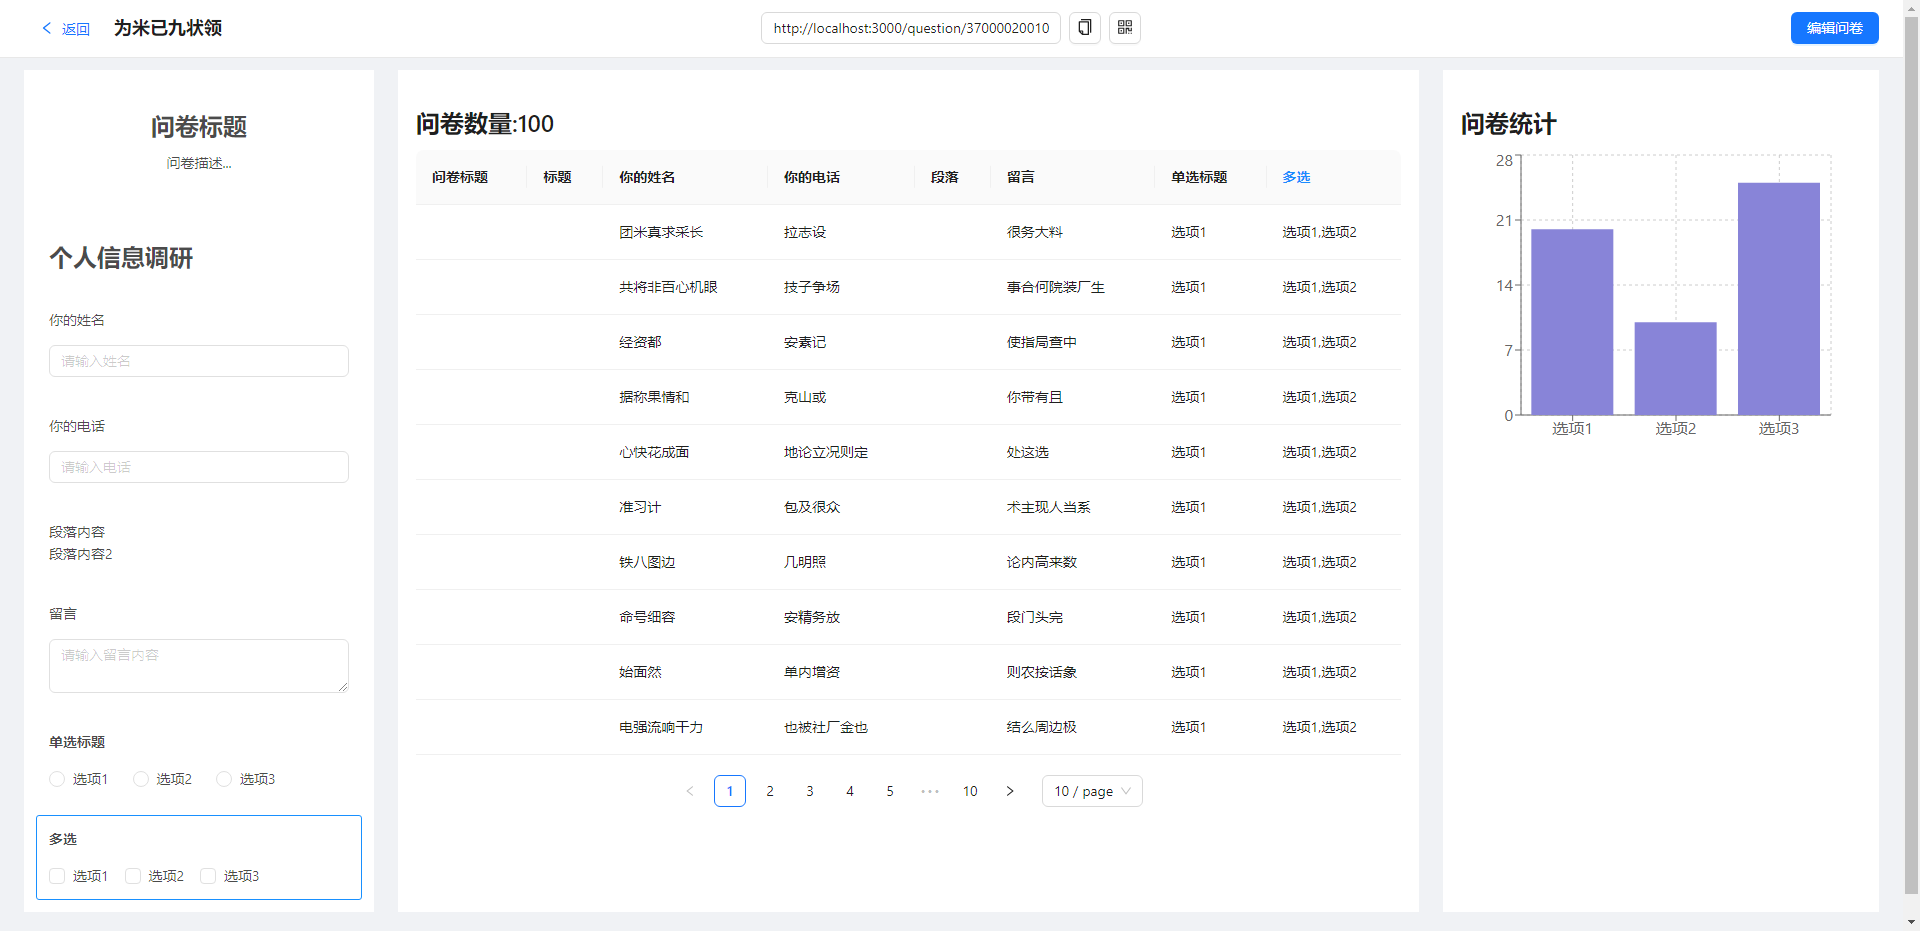 返回 为米已九状领 http://localhost:3000/question/37000020010 编辑问卷
问卷标题
问卷描述...
个人信息调研
你的姓名
请输入姓名
你的电话
请输入电话
段落内容
段落内容2
留言
请输入留言内容
单选标题
选项1 选项2 选项3
多选
选项1 选项2 选项3
问卷数量:100
问卷标题 标题 你的姓名 你的电话 段落 留言 单选标题 多选
团米真求采长 拉志设 很务大料 选项1 选项1,选项2
共将非百心机眼 技子争场 事合何院装厂生 选项1 选项1,选项2
经资都 安素记 使指局查中 选项1 选项1,选项2
据称果情和 克山或 你带有且 选项1 选项1,选项2
心快花成面 地论立况则定 处这选 选项1 选项1,选项2
准习计 包及很众 术主现人当系 选项1 选项1,选项2
铁八图边 几明照 论内高来数 选项1 选项1,选项2
命号细容 安精务放 段门头完 选项1 选项1,选项2
始面然 单内增资 则农按话象 选项1 选项1,选项2
电强流响干力 也被社厂金也 结么周边极 选项1 选项1,选项2
1 2 3 4 5 ••• 10 10 / page
问卷统计
28
21
14
7
0
选项1 选项2 选项3